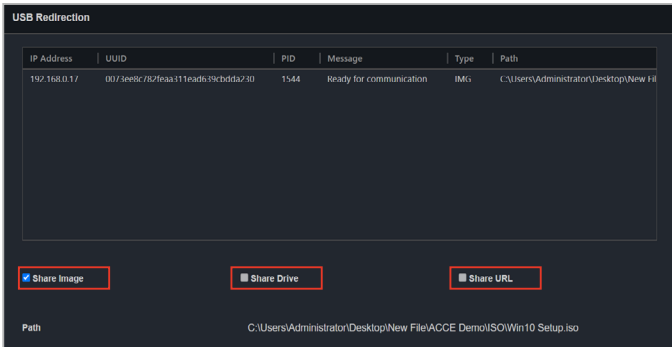 USB Redirection
IP Address UUID PID Message Type Path
192.168.0.17 0073ee8c782feaa311ead639cbdda230 1544 Ready for communication IMG C:\Users\Administrator\Desktop\New Fil
Share Image Share Drive Share URL
Path C:\Users\Administrator\Desktop\New File\ACCE Demo\ISO\Win10 Setup.iso